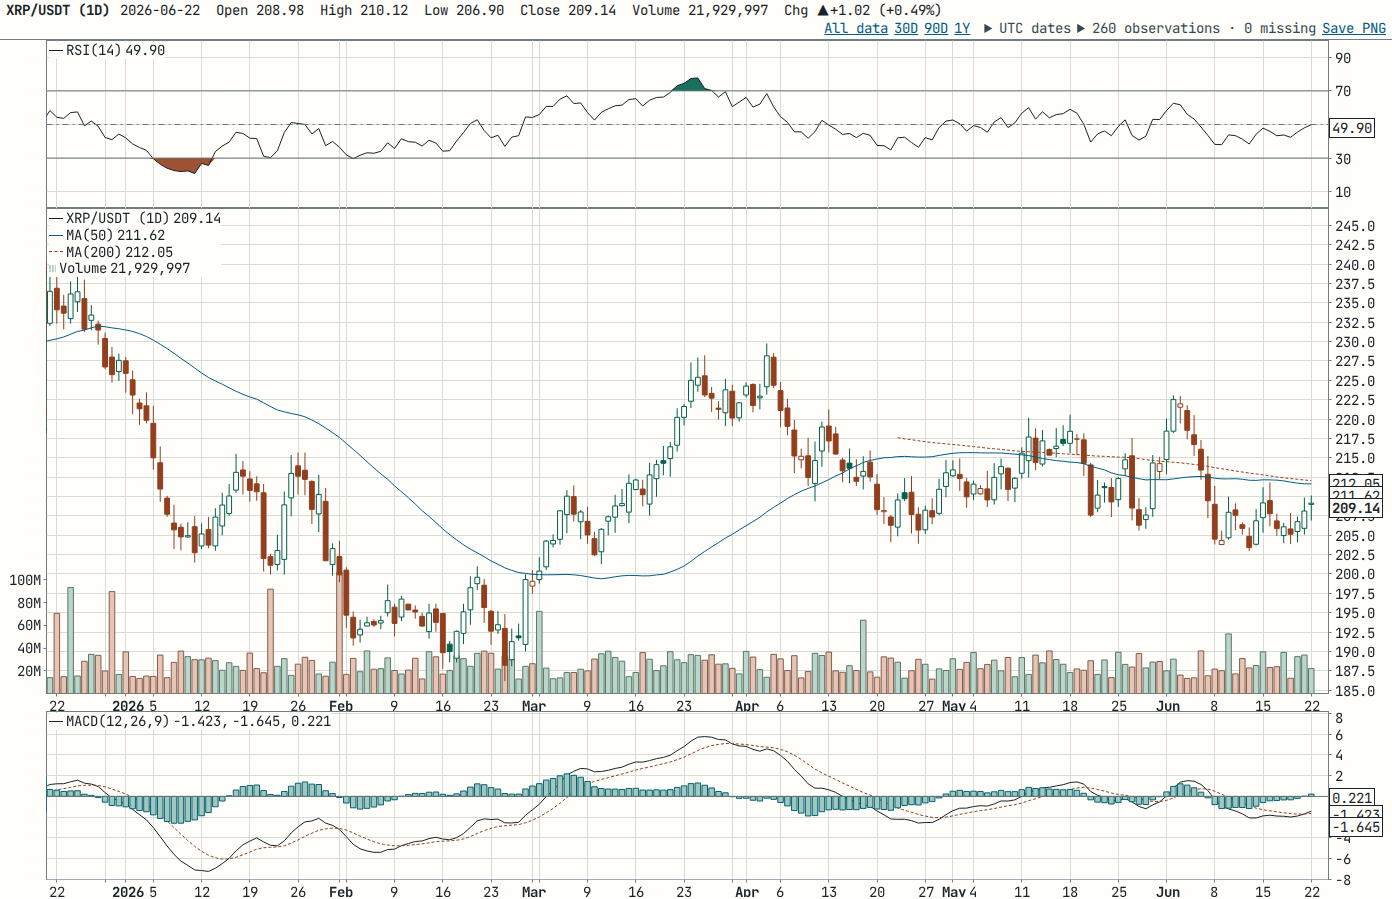 XRP/USDT (1D) 2026-06-22 Open 208.98 High 210.12 Low 206.90 Close 209.14 Volume 21,929,997 Chg ▲+1.02 (+0.49%)
All data 30D 90D 1Y ▶ UTC dates ▶ 260 observations · 0 missing Save PNG
RSI(14) 49.90
90
70
49.90
30
10
XRP/USDT (1D) 209.14
MA(50) 211.62
MA(200) 212.05
Volume 21,929,997
245.0
242.5
240.0
237.5
235.0
232.5
230.0
227.5
225.0
222.5
220.0
217.5
215.0
212.05
211.62
209.14
205.0
202.5
200.0
197.5
195.0
192.5
190.0
187.5
185.0
100M
80M
60M
40M
20M
22 2026 5 12 19 26 Feb 9 16 23 Mar 9 16 23 Apr 6 13 20 27 May 4 11 18 25 Jun 8 15 22
MACD(12,26,9) -1.423, -1.645, 0.221
8
6
4
2
0.221
-1.423
-1.645
-4
-6
-8
22 2026 5 12 19 26 Feb 9 16 23 Mar 9 16 23 Apr 6 13 20 27 May 4 11 18 25 Jun 8 15 22